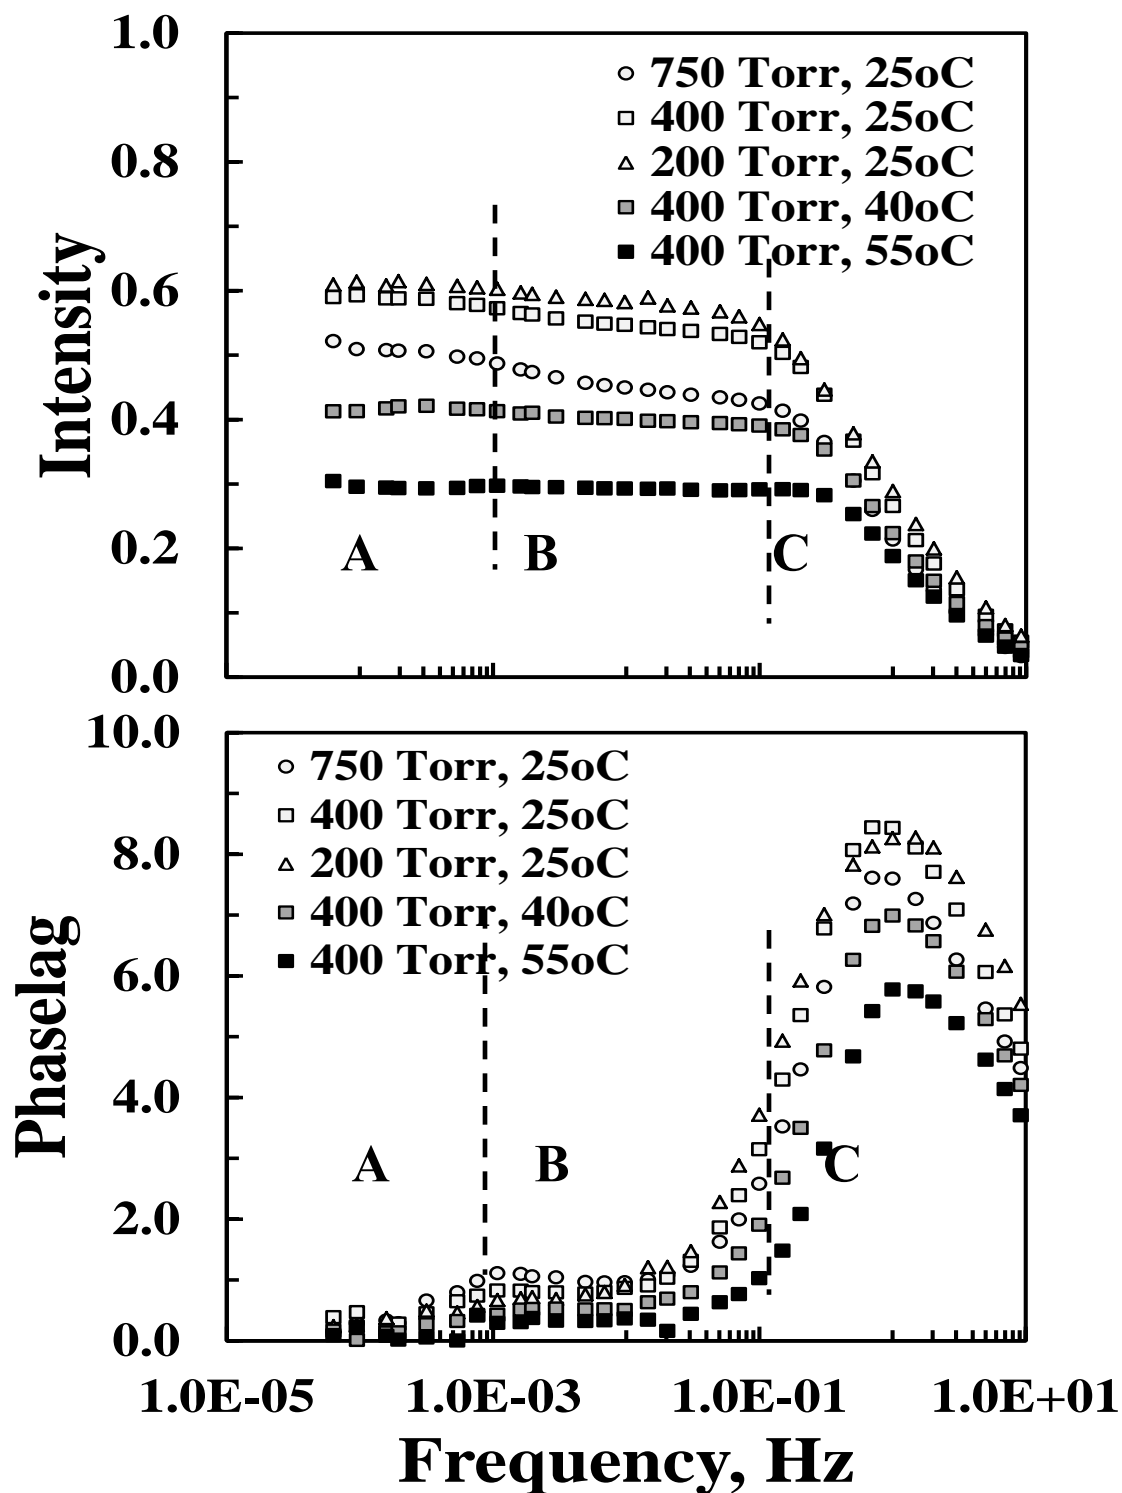 1.0
0.8
0.6
0.4
0.2
0.0
Intensity
750 Torr, 25oC
400 Torr, 25oC
200 Torr, 25oC
400 Torr, 40oC
400 Torr, 55oC
A B C
10.0
8.0
6.0
4.0
2.0
0.0
Phaselag
750 Torr, 25oC
400 Torr, 25oC
200 Torr, 25oC
400 Torr, 40oC
400 Torr, 55oC
A B C
1.0E-05 1.0E-03 1.0E-01 1.0E+01
Frequency, Hz